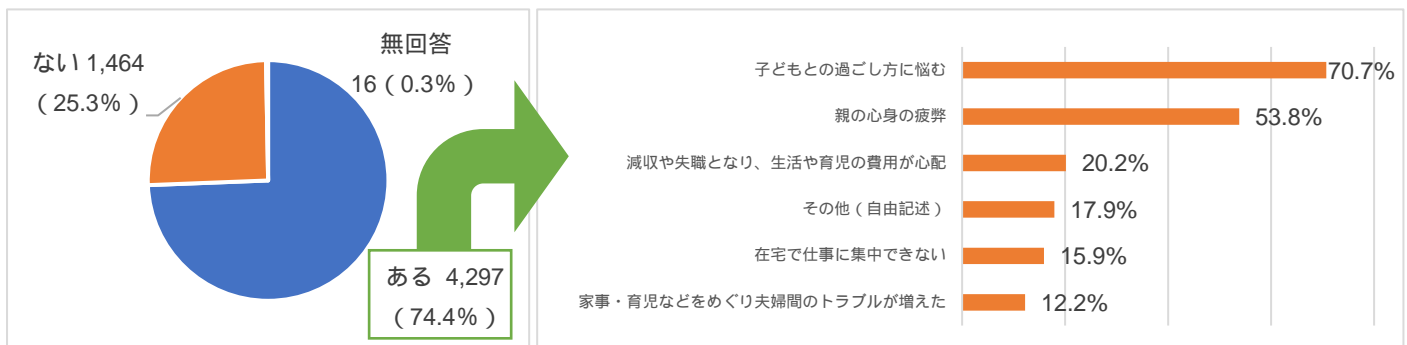 ない 1,464
（25.3%）
無回答
16（0.3%）
ある 4,297
（74.4%）
子どもとの過ごし方に悩む
70.7%
親の心身の疲弊
53.8%
減収や失職となり、生活や育児の費用が心配
20.2%
その他（自由記述）
17.9%
在宅で仕事に集中できない
15.9%
家事・育児などをめぐり夫婦間のトラブルが増えた
12.2%